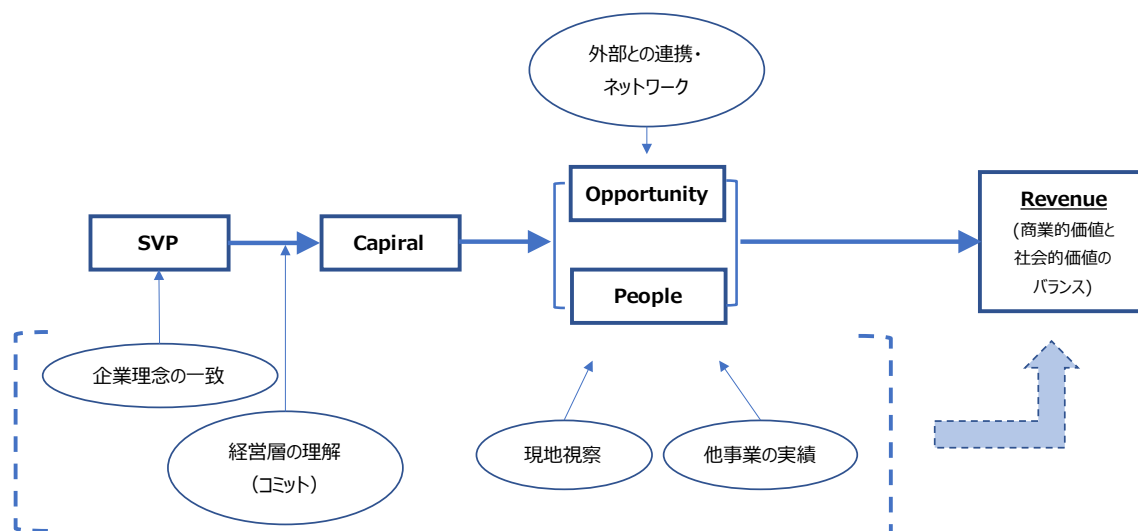 外部との連携・
ネットワーク
Opportunity
SVP
Capiral
People
Revenue
(商業的価値と
社会的価値の
バランス)
企業理念の一致
経営層の理解
（コミット）
現地視察
他事業の実績